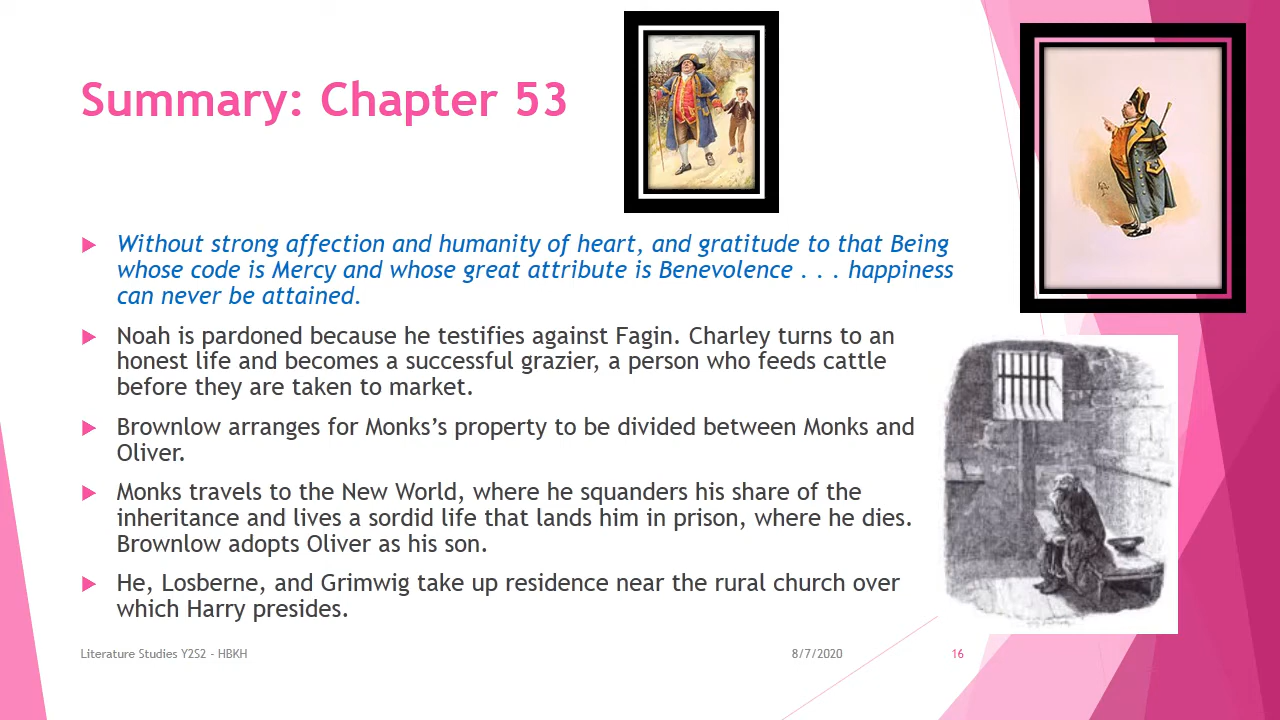 Summary: Chapter 53
Without strong affection and humanity of heart, and gratitude to that Being
whose code is Mercy and whose great attribute is Benevolence . . . happiness
can never be attained.
Noah is pardoned because he testifies against Fagin. Charley turns to an
honest life and becomes a successful grazier, a person who feeds cattle
before they are taken to market.
Brownlow arranges for Monks’s property to be divided between Monks and
Oliver.
Monks travels to the New World, where he squanders his share of the
inheritance and lives a sordid life that lands him in prison, where he dies.
Brownlow adopts Oliver as his son.
He, Losberne, and Grimwig take up residence near the rural church over
which Harry presides.
Literature Studies Y2S2 - HBKH
8/7/2020
16